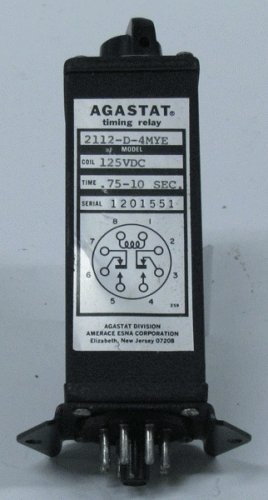 AGASTAT®
timing relay
2112-D-4MYE
MODEL
COIL 125VDC
TIME .75-10 SEC.
SERIAL 1201551
8 1
7 2
6 3
5 4
AGASTAT DIVISION
AMERACE ESNA CORPORATION
Elizabeth, New Jersey 07208